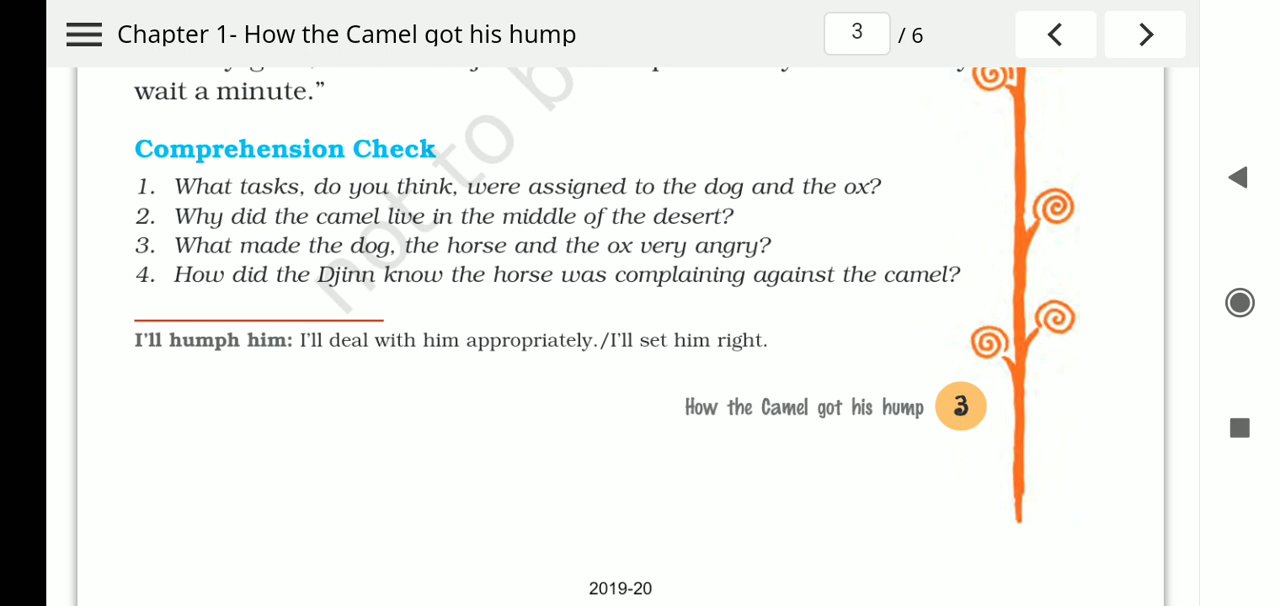 Chapter 1- How the Camel got his hump 3 / 6
wait a minute.”
Comprehension Check
1. What tasks, do you think, were assigned to the dog and the ox?
2. Why did the camel live in the middle of the desert?
3. What made the dog, the horse and the ox very angry?
4. How did the Djinn know the horse was complaining against the camel?
not to b
I’ll humph him: I’ll deal with him appropriately./I’ll set him right.
How the Camel got his hump 3
2019-20